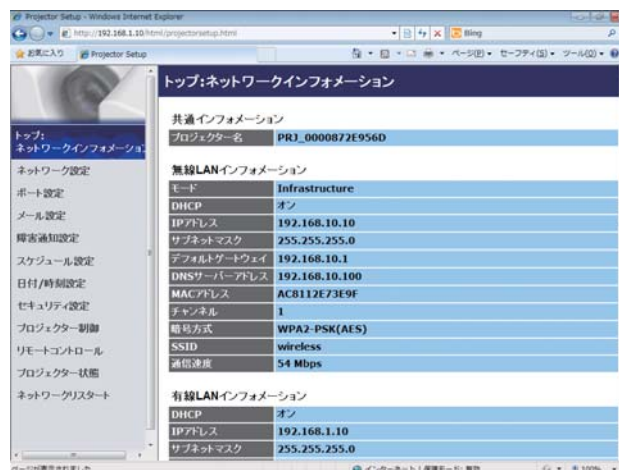 Projector Setup - Windows Internet Explorer
http://192.168.1.10/html/projectorsetup.html
Bing
お気に入り
Projector Setup
ページ(P)
セーフティ(S)
ツール(O)
トップ:
ネットワークインフォメーション
ネットワーク設定
ポート設定
メール設定
障害通知設定
スケジュール設定
日付/時刻設定
セキュリティ設定
プロジェクター制御
リモートコントロール
プロジェクター状態
ネットワークリスタート
トップ:ネットワークインフォメーション
共通インフォメーション
プロジェクター名 PRJ_0000872E956D
無線LANインフォメーション
モード Infrastructure
DHCP オン
IPアドレス 192.168.10.10
サブネットマスク 255.255.255.0
デフォルトゲートウェイ 192.168.10.1
DNSサーバーアドレス 192.168.10.100
MACアドレス AC8112E73E9F
チャンネル 1
暗号方式 WPA2-PSK(AES)
SSID wireless
通信速度 54 Mbps
有線LANインフォメーション
DHCP オン
IPアドレス 192.168.1.10
サブネットマスク 255.255.255.0
ページが表示されました
インターネット | 保護モード: 無効
100%